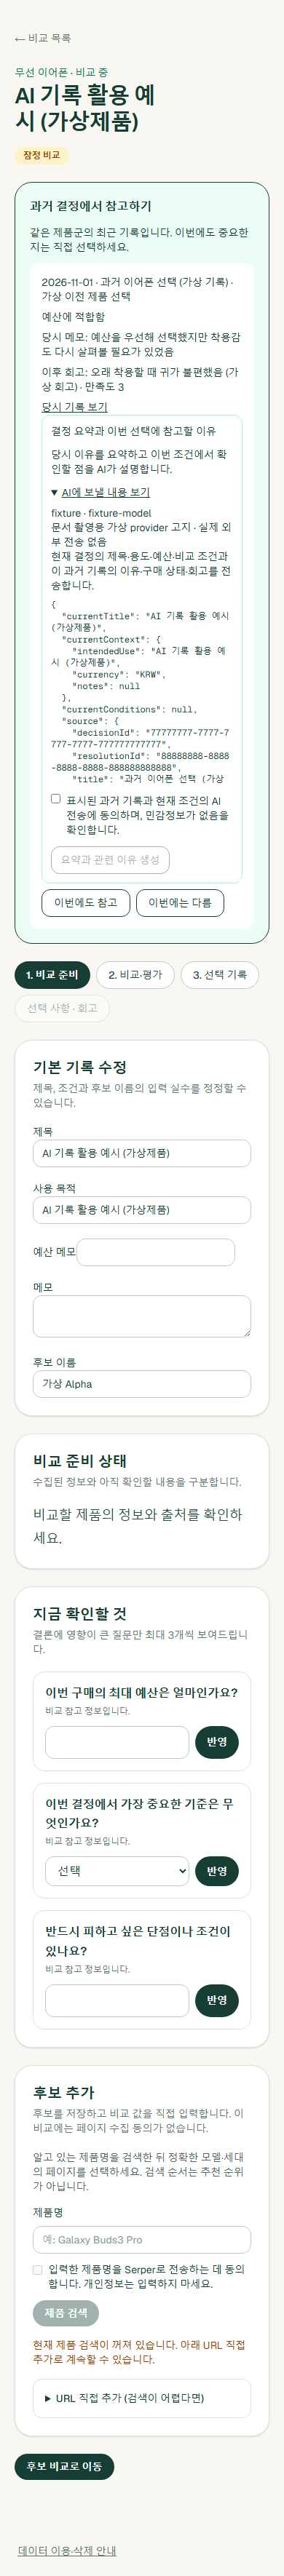 ← 비교 목록
무선 이어폰 · 비교 중
AI 기록 활용 예
시 (가상제품)
잠정 비교
과거 결정에서 참고하기
같은 제품군의 최근 기록입니다. 이번에도 중요한
지는 직접 선택하세요.
2026-11-01 · 과거 이어폰 선택 (가상 기록) ·
가상 이전 제품 선택
예산에 적합함
당시 메모: 예산을 우선해 선택했지만 착용감
도 다시 살펴볼 필요가 있었음
이후 회고: 오래 착용할 때 귀가 불편했음 (가
상 회고) · 만족도 3
당시 기록 보기
결정 요약과 이번 선택에 참고할 이유
당시 이유를 요약하고 이번 조건에서 확
인할 점을 AI가 설명합니다.
▼ AI에 보낼 내용 보기
fixture · fixture-model
문서 촬영용 가상 provider 고지 · 실제 외
부 전송 없음
현재 결정의 제목·용도·예산·비교 조건과
이 과거 기록의 이유·구매 상태·회고를 전
송합니다.
{
"currentTitle": "AI 기록 활용 예시
(가상제품)",
"currentContext": {
"intendedUse": "AI 기록 활용 예
시 (가상제품)",
"currency": "KRW",
"notes": null
},
"currentConditions": null,
"source": {
"decisionId": "77777777-7777-7
777-7777-777777777777",
"resolutionId": "88888888-8888
-8888-8888-888888888888",
"title": "과거 이어폰 선택 (가상
표시된 과거 기록과 현재 조건의 AI
전송에 동의하며, 민감정보가 없음을
확인합니다.
요약과 관련 이유 생성
이번에도 참고
이번에는 다름
1. 비교 준비
2. 비교·평가
3. 선택 기록
선택 사항 · 회고
기본 기록 수정
제목, 조건과 후보 이름의 입력 실수를 정정할 수
있습니다.
제목
AI 기록 활용 예시 (가상제품)
사용 목적
AI 기록 활용 예시 (가상제품)
예산 메모
메모
후보 이름
가상 Alpha
비교 준비 상태
수집된 정보와 아직 확인할 내용을 구분합니다.
비교할 제품의 정보와 출처를 확인하
세요.
지금 확인할 것
결론에 영향이 큰 질문만 최대 3개씩 보여드립니
다.
이번 구매의 최대 예산은 얼마인가요?
비교 참고 정보입니다.
반영
이번 결정에서 가장 중요한 기준은 무
엇인가요?
비교 참고 정보입니다.
선택
반영
반드시 피하고 싶은 단점이나 조건이
있나요?
비교 참고 정보입니다.
반영
후보 추가
후보를 저장하고 비교 값을 직접 입력합니다. 이
비교에는 페이지 수집 동의가 없습니다.
알고 있는 제품명을 검색한 뒤 정확한 모델·세대
의 페이지를 선택하세요. 검색 순서는 추천 순위
가 아닙니다.
제품명
예: Galaxy Buds3 Pro
입력한 제품명을 Serper로 전송하는 데 동의
합니다. 개인정보는 입력하지 마세요.
제품 검색
현재 제품 검색이 꺼져 있습니다. 아래 URL 직접
추가로 계속할 수 있습니다.
▶ URL 직접 추가 (검색이 어렵다면)
후보 비교로 이동
데이터 이용·삭제 안내